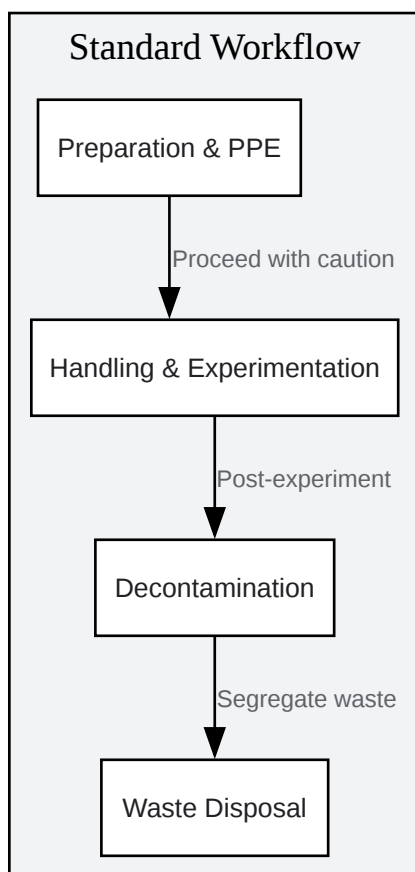 Standard Workflow
Preparation & PPE
Proceed with caution
Handling & Experimentation
Post-experiment
Decontamination
Segregate waste
Waste Disposal